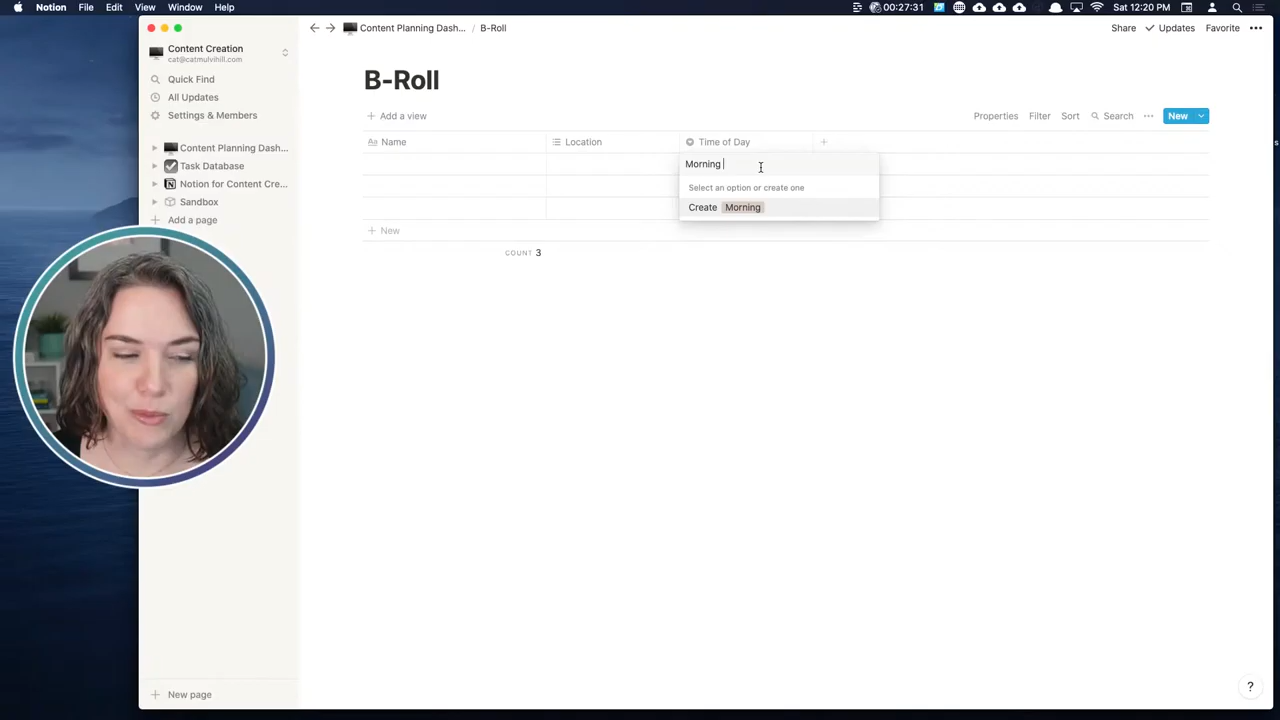 Notion File Edit View Window Help
00:27:31
Sat 12:20 PM
Content Creation
cat@catmulvihill.com
Quick Find
All Updates
Settings & Members
Content Planning Dash...
Task Database
Notion for Content Cre...
Sandbox
Add a page
New page
Content Planning Dash... / B-Roll
Share Updates Favorite
B-Roll
Add a view
Properties Filter Sort Search New
Aa Name Location Time of Day
Morning
Select an option or create one
Create Morning
New
COUNT 3
?